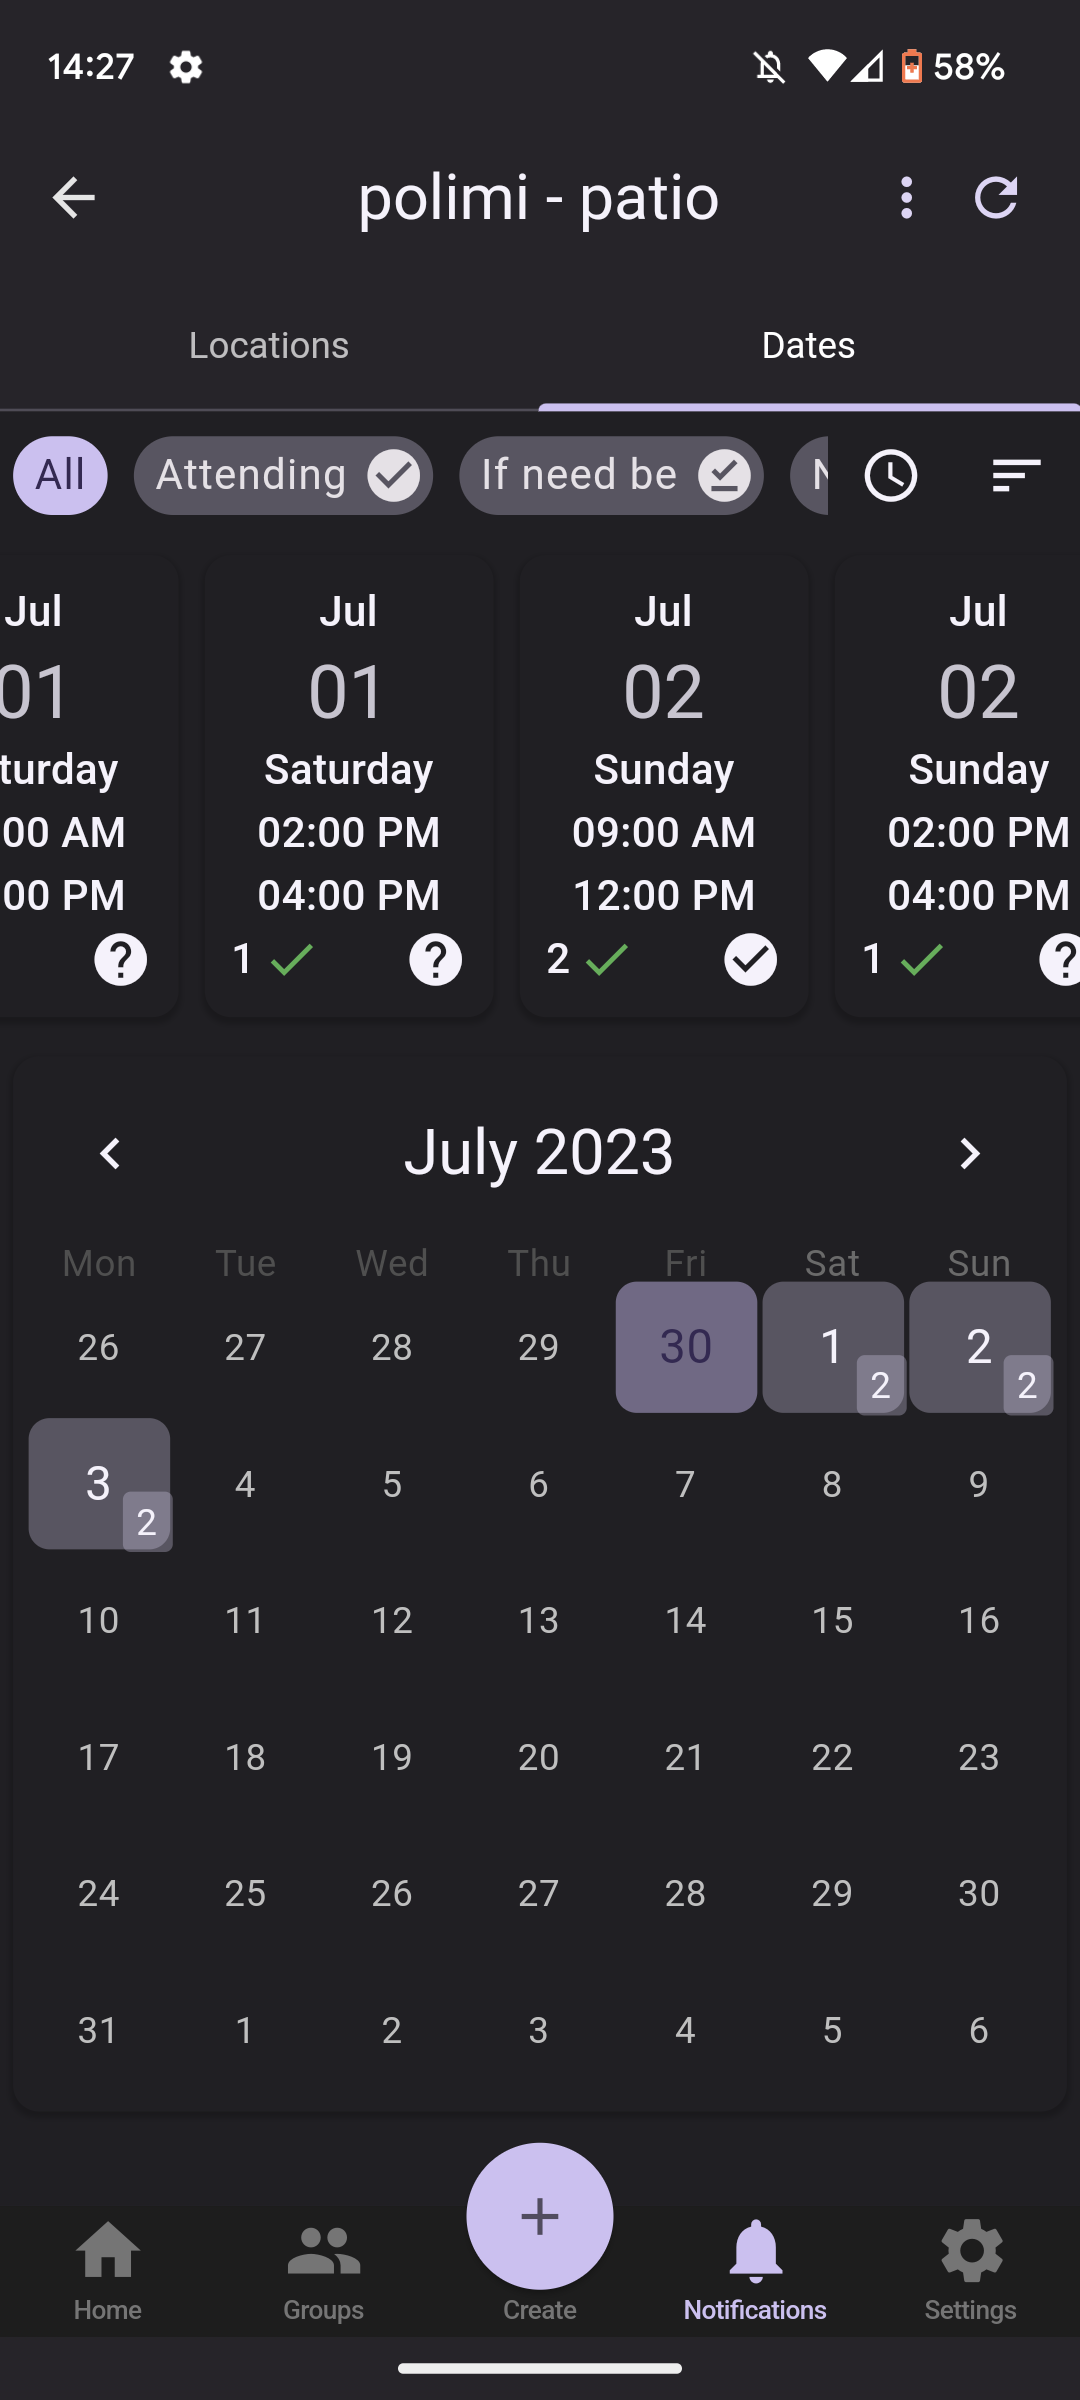 14:27
58%
polimi - patio
Locations Dates
All Attending If need be
Jul Jul Jul Jul
01 01 02 02
turday Saturday Sunday Sunday
00 AM 02:00 PM 09:00 AM 02:00 PM
00 PM 04:00 PM 12:00 PM 04:00 PM
? 1 ? 2 1 ?
July 2023
Mon Tue Wed Thu Fri Sat Sun
26 27 28 29 30 1 2 2 2
3 2 4 5 6 7 8 9
10 11 12 13 14 15 16
17 18 19 20 21 22 23
24 25 26 27 28 29 30
31 1 2 3 4 5 6
Home Groups Create Notifications Settings